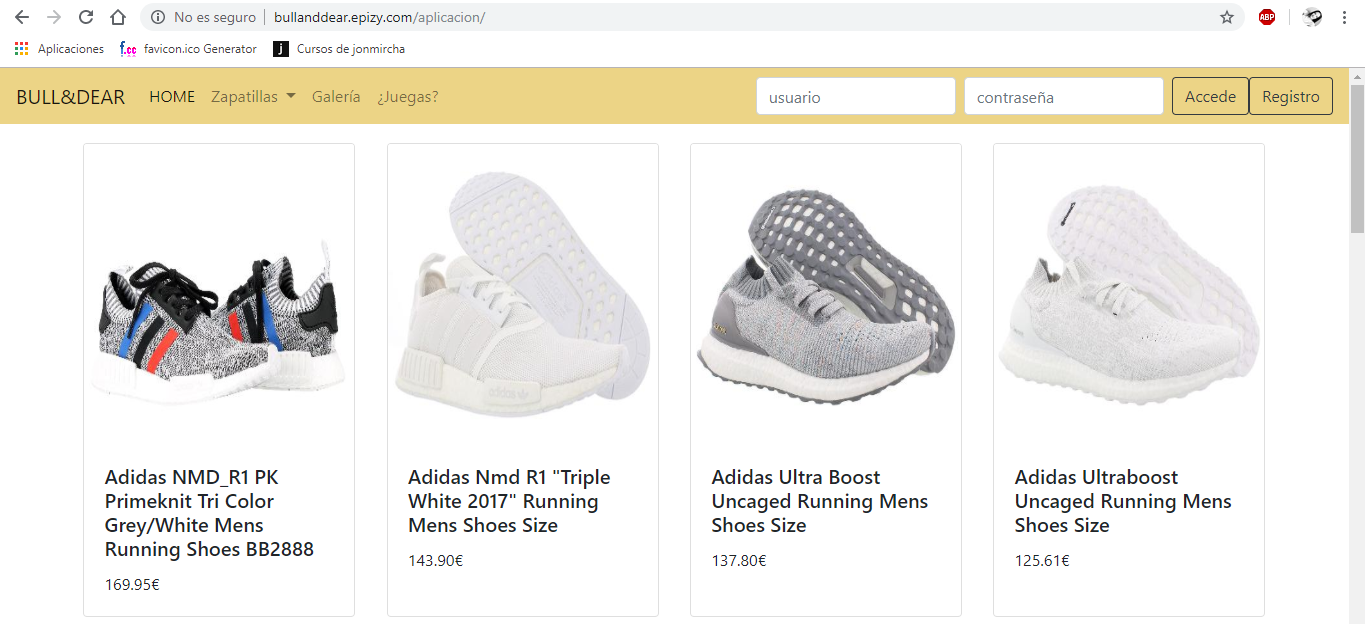 No es seguro bullanddear.epizy.com/aplicacion/
ABP
Aplicaciones f.cc favicon.ico Generator j Cursos de jonmircha
BULL&DEAR HOME Zapatillas Galería ¿Juegas? usuario contraseña Accede Registro
Adidas NMD_R1 PK
Primeknit Tri Color
Grey/White Mens
Running Shoes BB2888
169.95€
Adidas Nmd R1 "Triple
White 2017" Running
Mens Shoes Size
143.90€
Adidas Ultra Boost
Uncaged Running Mens
Shoes Size
137.80€
Adidas Ultraboost
Uncaged Running Mens
Shoes Size
125.61€
adidas